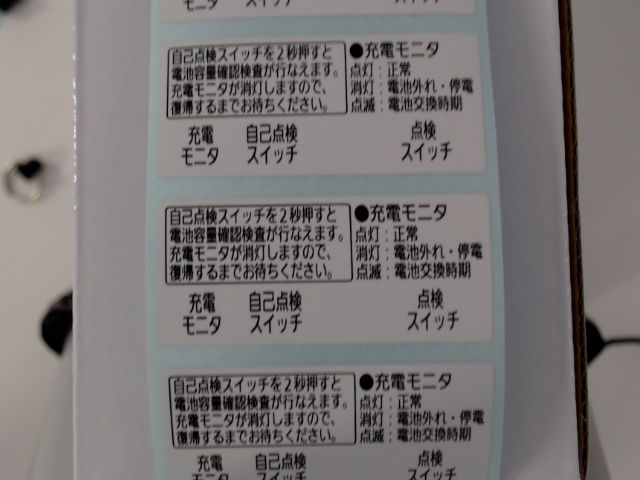 モニタ スイッチ スイッチ
自己点検スイッチを2秒押すと
電池容量確認検査が行なえます。
充電モニタが消灯しますので、
復帰するまでお待ちください。
●充電モニタ
点灯:正常
消灯:電池外れ・停電
点滅:電池交換時期
充電 自己点検 点検
モニタ スイッチ スイッチ
自己点検スイッチを2秒押すと
電池容量確認検査が行なえます。
充電モニタが消灯しますので、
復帰するまでお待ちください。
●充電モニタ
点灯:正常
消灯:電池外れ・停電
点滅:電池交換時期
充電 自己点検 点検
モニタ スイッチ スイッチ
自己点検スイッチを2秒押すと
電池容量確認検査が行なえます。
充電モニタが消灯しますので、
復帰するまでお待ちください。
●充電モニタ
点灯:正常
消灯:電池外れ・停電
点滅:電池交換時期
充電 自己点検 点検
モニタ スイッチ スイッチ